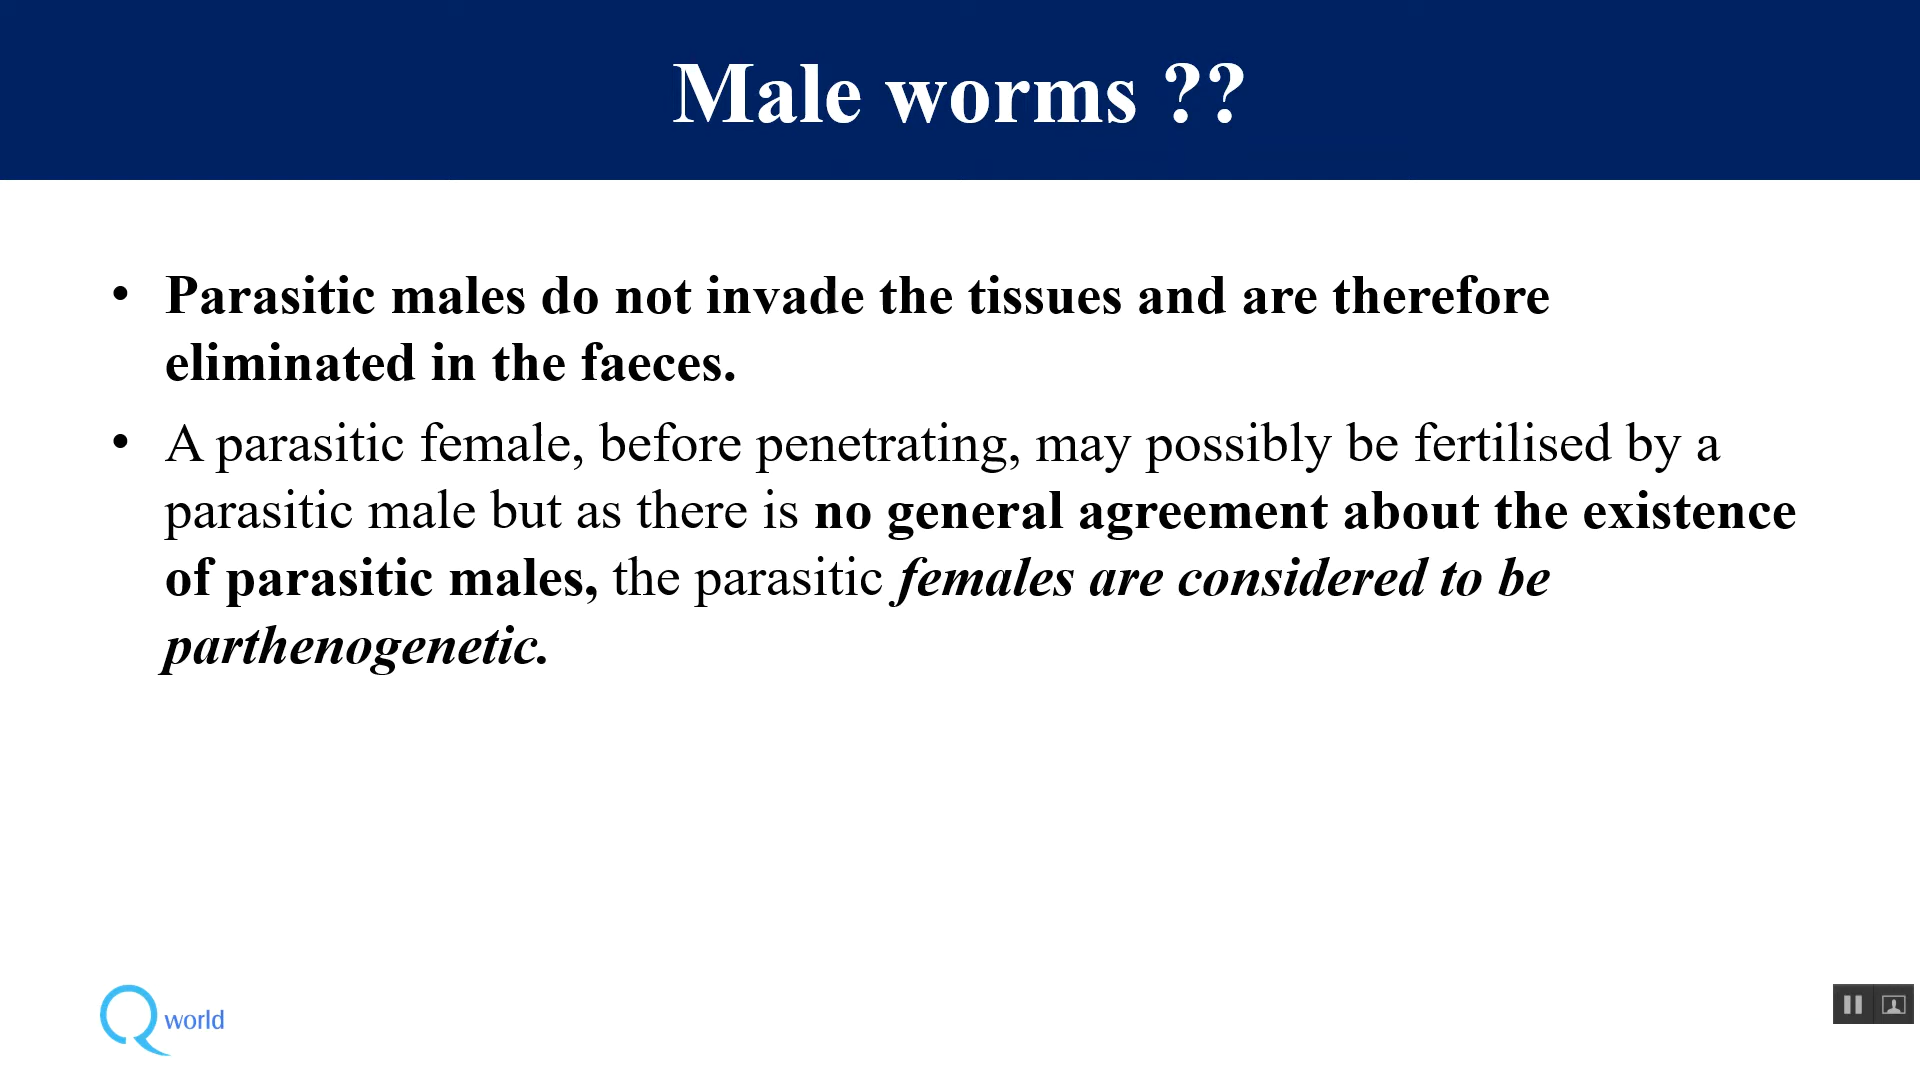 Male worms ??
• Parasitic males do not invade the tissues and are therefore
eliminated in the faeces.
• A parasitic female, before penetrating, may possibly be fertilised by a
parasitic male but as there is no general agreement about the existence
of parasitic males, the parasitic females are considered to be
parthenogenetic.
Q world